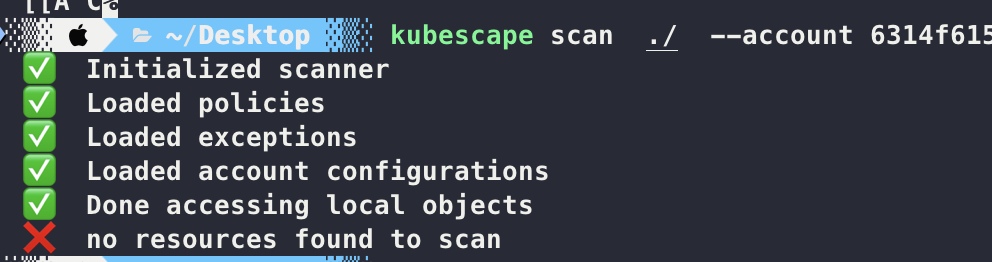 [[A C%
~/Desktop kubescape scan ./ --account 6314f615
Initialized scanner
Loaded policies
Loaded exceptions
Loaded account configurations
Done accessing local objects
no resources found to scan